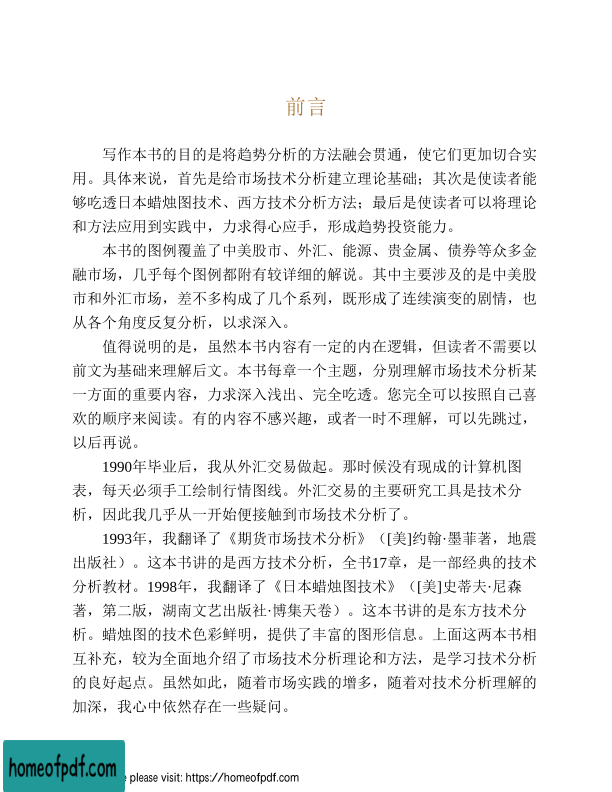 前言
写作本书的目的是将趋势分析的方法融会贯通，使它们更加切合实
用。具体来说，首先是给市场技术分析建立理论基础；其次是使读者能
够吃透日本蜡烛图技术、西方技术分析方法；最后是使读者可以将理论
和方法应用到实践中，力求得心应手，形成趋势投资能力。
本书的图例覆盖了中美股市、外汇、能源、贵金属、债券等众多金
融市场，几乎每个图例都附有较详细的解说。其中主要涉及的是中美股
市和外汇市场，差不多构成了几个系列，既形成了连续演变的剧情，也
从各个角度反复分析，以求深入。
值得说明的是，虽然本书内容有一定的内在逻辑，但读者不需要以
前文为基础来理解后文。本书每章一个主题，分别理解市场技术分析某
一方面的重要内容，力求深入浅出、完全吃透。您完全可以按照自己喜
欢的顺序来阅读。有的内容不感兴趣，或者一时不理解，可以先跳过，
以后再说。
1990年毕业后，我从外汇交易做起。那时候没有现成的计算机图
表，每天必须手工绘制行情图线。外汇交易的主要研究工具是技术分
析，因此我几乎从一开始便接触到市场技术分析了。
1993年，我翻译了《期货市场技术分析》（[美]约翰·墨菲著，地震
出版社）。这本书讲的是西方技术分析，全书17章，是一部经典的技术
分析教材。1998年，我翻译了《日本蜡烛图技术》（[美]史蒂夫·尼森
著，第二版，湖南文艺出版社·博集天卷）。这本书讲的是东方技术分
析。蜡烛图的技术色彩鲜明，提供了丰富的图形信息。上面这两本书相
互补充，较为全面地介绍了市场技术分析理论和方法，是学习技术分析
的良好起点。虽然如此，随着市场实践的增多，随着对技术分析理解的
加深，我心中依然存在一些疑问。
homeofpdf.com
e please visit: https://homeofpdf.com